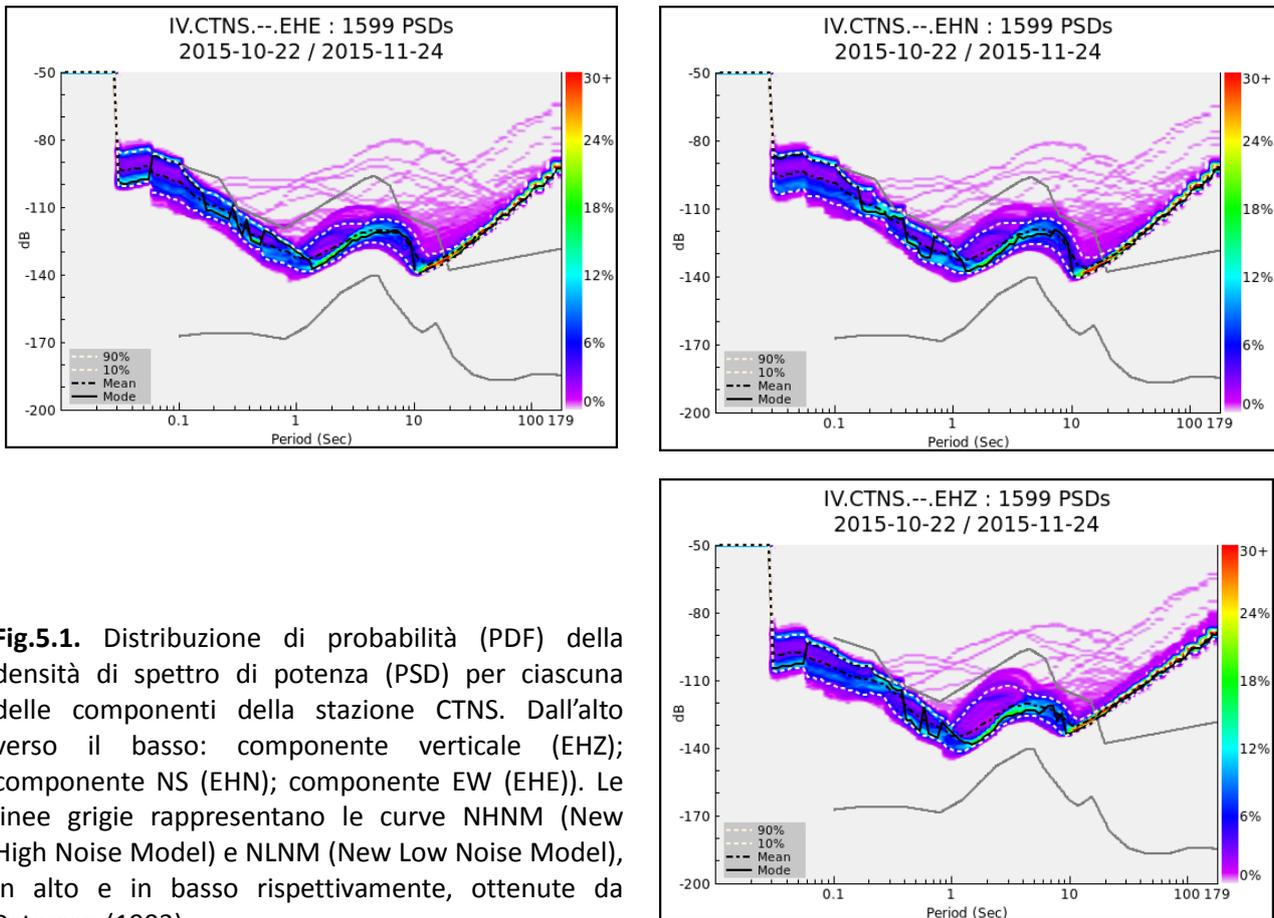 IV.CTNS.--.EHE : 1599 PSDs
2015-10-22 / 2015-11-24
-50
-80
-110
-140
-170
-200
dB
90%
10%
Mean
Mode
0.1 1 10 100 179
Period (Sec)
30+
24%
18%
12%
6%
0%
IV.CTNS.--.EHN : 1599 PSDs
2015-10-22 / 2015-11-24
-50
-80
-110
-140
-170
-200
dB
90%
10%
Mean
Mode
0.1 1 10 100 179
Period (Sec)
30+
24%
18%
12%
6%
0%
IV.CTNS.--.EHZ : 1599 PSDs
2015-10-22 / 2015-11-24
-50
-80
-110
-140
-170
-200
dB
90%
10%
Mean
Mode
0.1 1 10 100 179
Period (Sec)
30+
24%
18%
12%
6%
0%
Fig.5.1. Distribuzione di probabilità (PDF) della
densità di spettro di potenza (PSD) per ciascuna
delle componenti della stazione CTNS. Dall’alto
verso il basso: componente verticale (EHZ);
componente NS (EHN); componente EW (EHE)). Le
linee grigie rappresentano le curve NHNM (New
High Noise Model) e NLNM (New Low Noise Model),
in alto e in basso rispettivamente, ottenute da